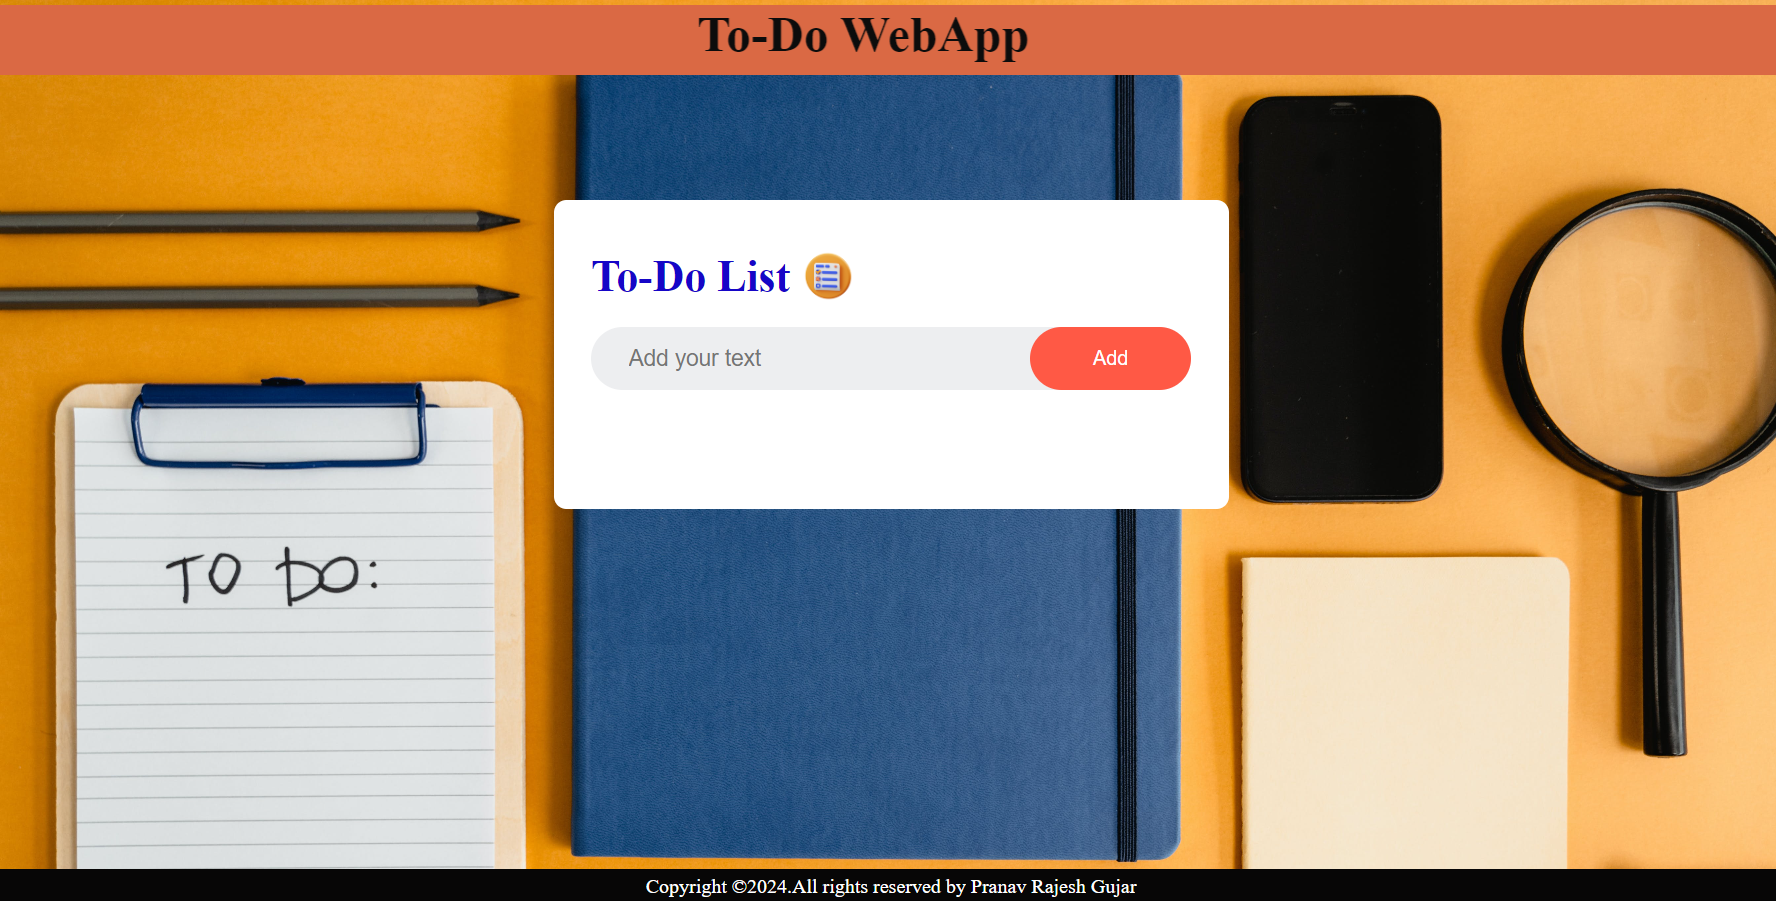 To-Do WebApp
To-Do List
Add your text
Add
TO DO:
Copyright ©2024.All rights reserved by Pranav Rajesh Gujar